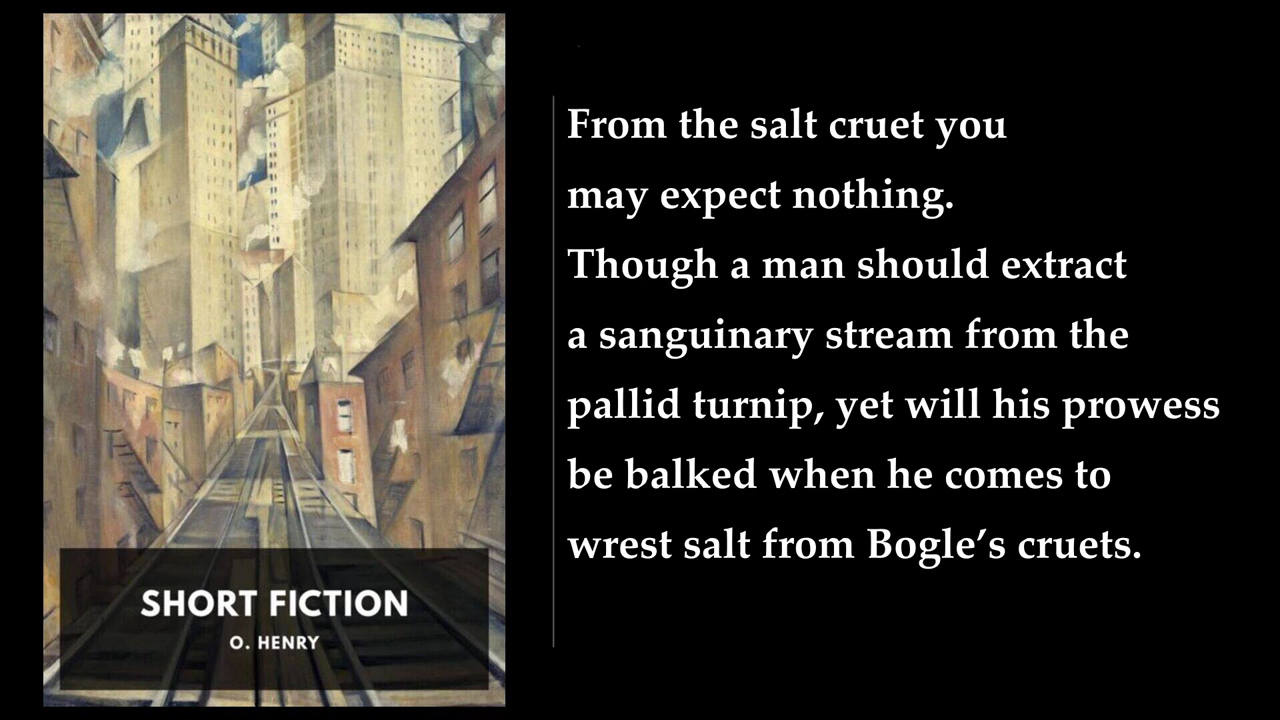 From the salt cruet you
may expect nothing.
Though a man should extract
a sanguinary stream from the
pallid turnip, yet will his prowess
be balked when he comes to
wrest salt from Bogle’s cruets.
SHORT FICTION
O. HENRY